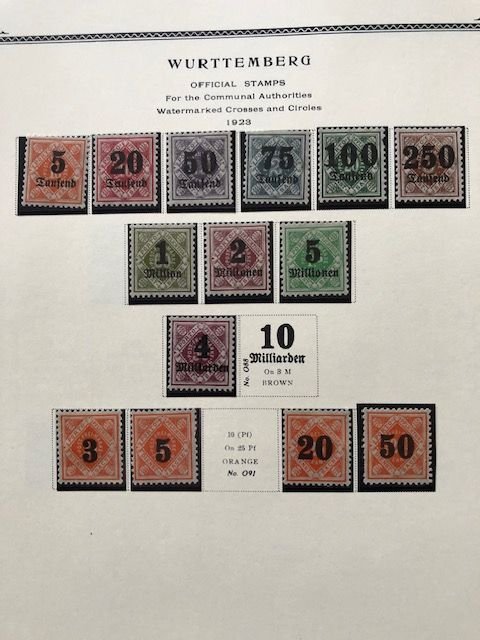 WURTTEMBERG
OFFICIAL STAMPS
For the Communal Authorities
Watermarked Crosses and Circles
1923
5 Tausend
20 Tausend
50 Tausend
75 Tausend
100 Tausend
250 Tausend
1 Million
2 Millionen
5 Millionen
4 Milliarden
No. O88
10
Milliarden
On 3 M
BROWN
3
5
10 (Pf)
On 25 Pf
ORANGE
No. O91
20
50